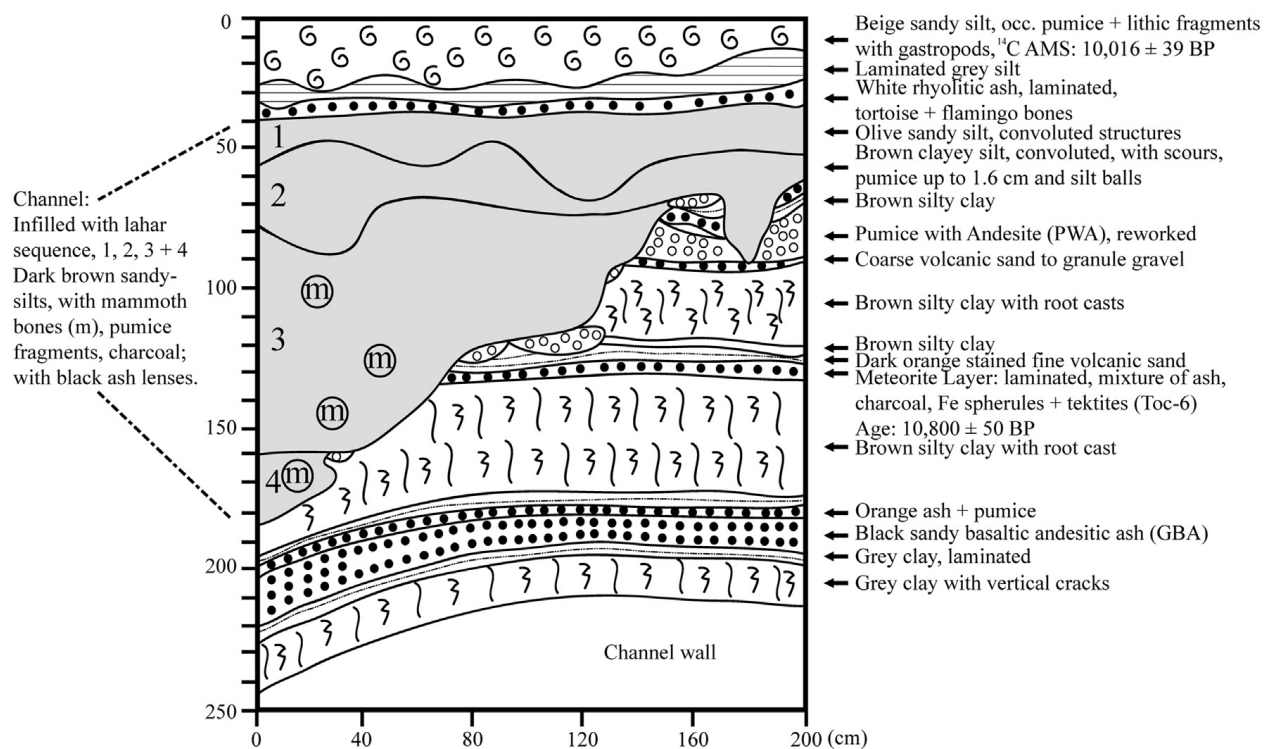 0
50
100
150
200
250
0
40
80
120
160
200 (cm)
Channel:
Infilled with lahar
sequence, 1, 2, 3 + 4
Dark brown sandy-
silts, with mammoth
bones (m), pumice
fragments, charcoal;
with black ash lenses.
1
2
3
4
m
m
m
m
Channel wall
Beige sandy silt, occ. pumice + lithic fragments
with gastropods, ¹⁴C AMS: 10,016 ± 39 BP
Laminated grey silt
White rhyolitic ash, laminated,
tortoise + flamingo bones
Olive sandy silt, convoluted structures
Brown clayey silt, convoluted, with scours,
pumice up to 1.6 cm and silt balls
Brown silty clay
Pumice with Andesite (PWA), reworked
Coarse volcanic sand to granule gravel
Brown silty clay with root casts
Brown silty clay
Dark orange stained fine volcanic sand
Meteorite Layer: laminated, mixture of ash,
charcoal, Fe spherules + tektites (Toc-6)
Age: 10,800 ± 50 BP
Brown silty clay with root cast
Orange ash + pumice
Black sandy basaltic andesitic ash (GBA)
Grey clay, laminated
Grey clay with vertical cracks